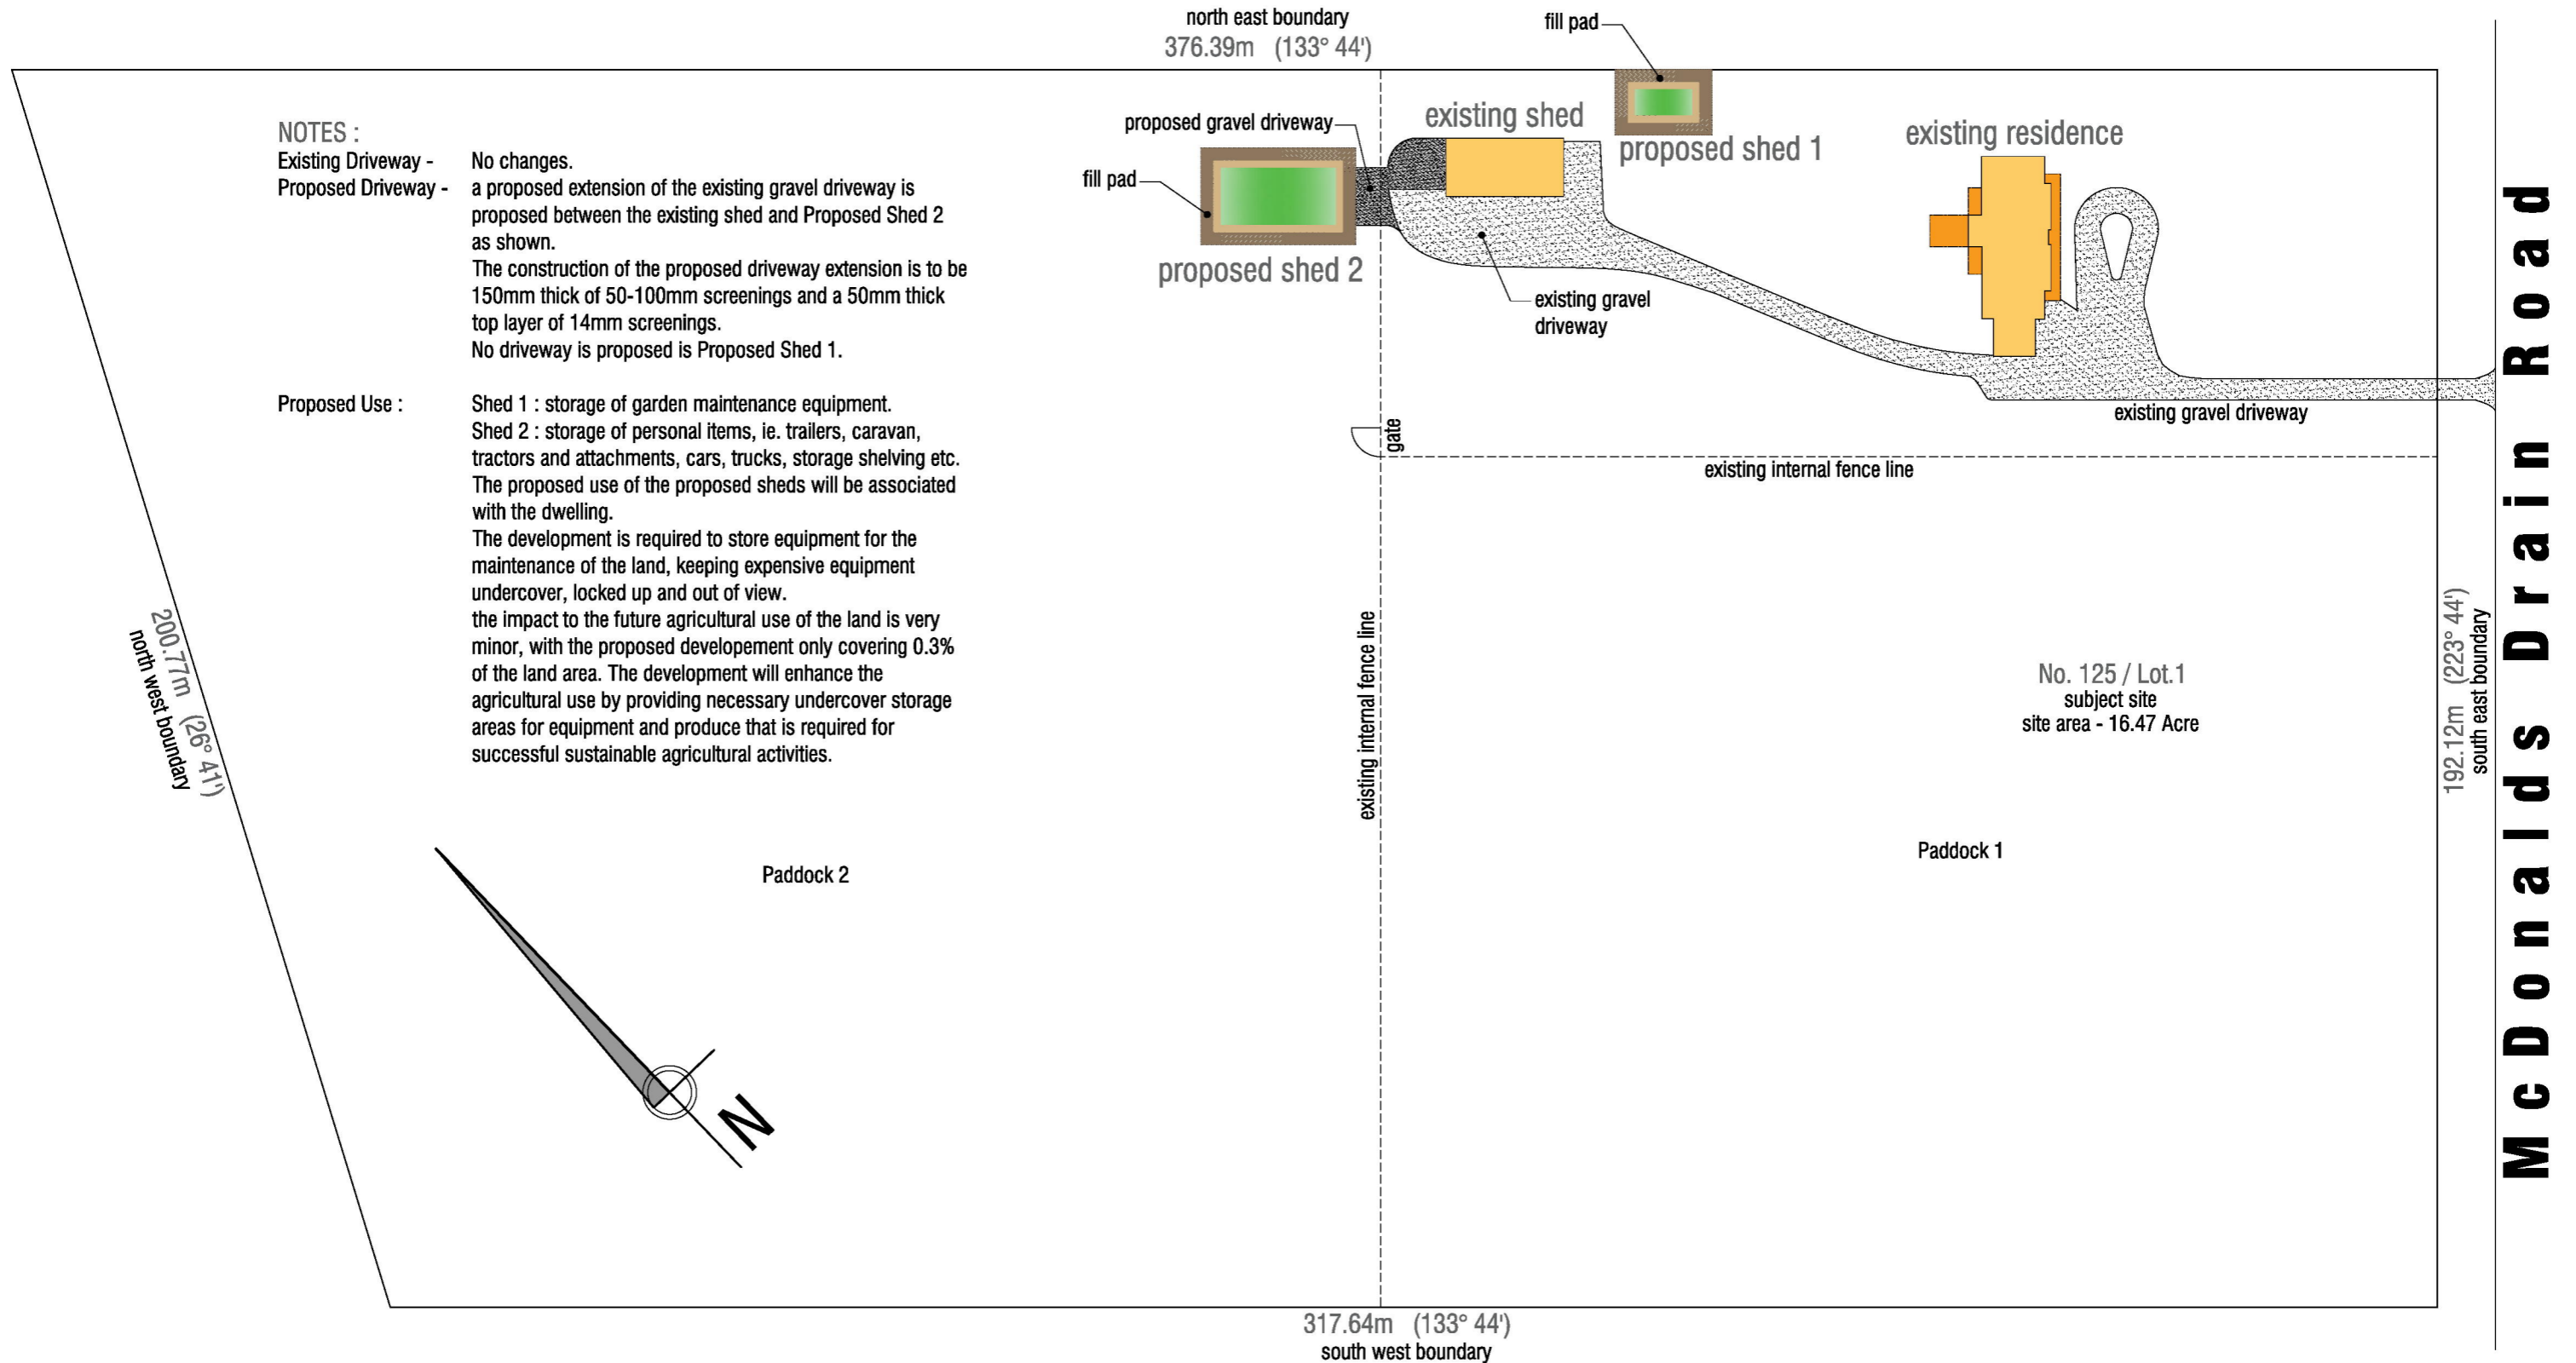 north east boundary
376.39m (133° 44')
fill pad
NOTES :
Existing Driveway - No changes.
Proposed Driveway - a proposed extension of the existing gravel driveway is
proposed between the existing shed and Proposed Shed 2
as shown.
The construction of the proposed driveway extension is to be
150mm thick of 50-100mm screenings and a 50mm thick
top layer of 14mm screenings.
No driveway is proposed is Proposed Shed 1.
Proposed Use : Shed 1 : storage of garden maintenance equipment.
Shed 2 : storage of personal items, ie. trailers, caravan,
tractors and attachments, cars, trucks, storage shelving etc.
The proposed use of the proposed sheds will be associated
with the dwelling.
The development is required to store equipment for the
maintenance of the land, keeping expensive equipment
undercover, locked up and out of view.
the impact to the future agricultural use of the land is very
minor, with the proposed developement only covering 0.3%
of the land area. The development will enhance the
agricultural use by providing necessary undercover storage
areas for equipment and produce that is required for
successful sustainable agricultural activities.
proposed gravel driveway
fill pad
proposed shed 2
existing shed
proposed shed 1
existing residence
existing gravel
driveway
existing gravel driveway
gate
existing internal fence line
existing internal fence line
No. 125 / Lot.1
subject site
site area - 16.47 Acre
192.12m (223° 44')
south east boundary
McDonalds Drain Road
200.77m (26° 41')
north west boundary
Paddock 2
Paddock 1
N
317.64m (133° 44')
south west boundary